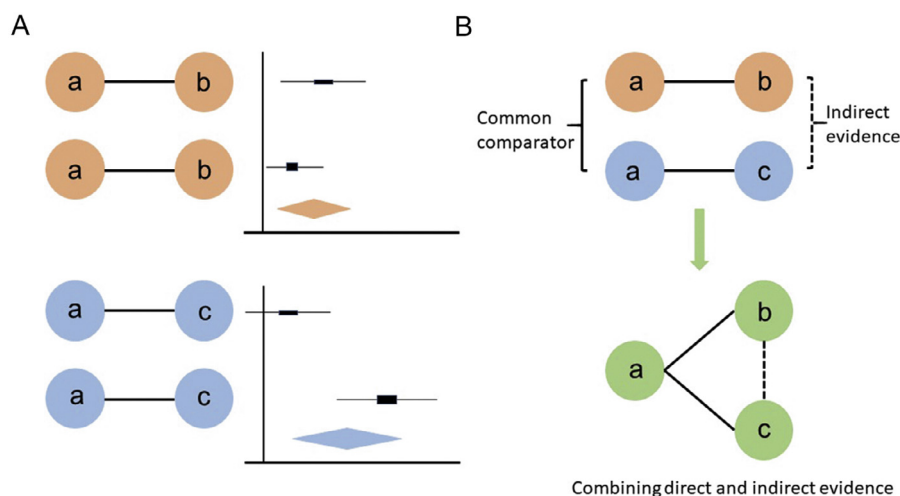 A
a b
a b
a c
a c
B
a b
Common
comparator
Indirect
evidence
a c
b
a
c
Combining direct and indirect evidence